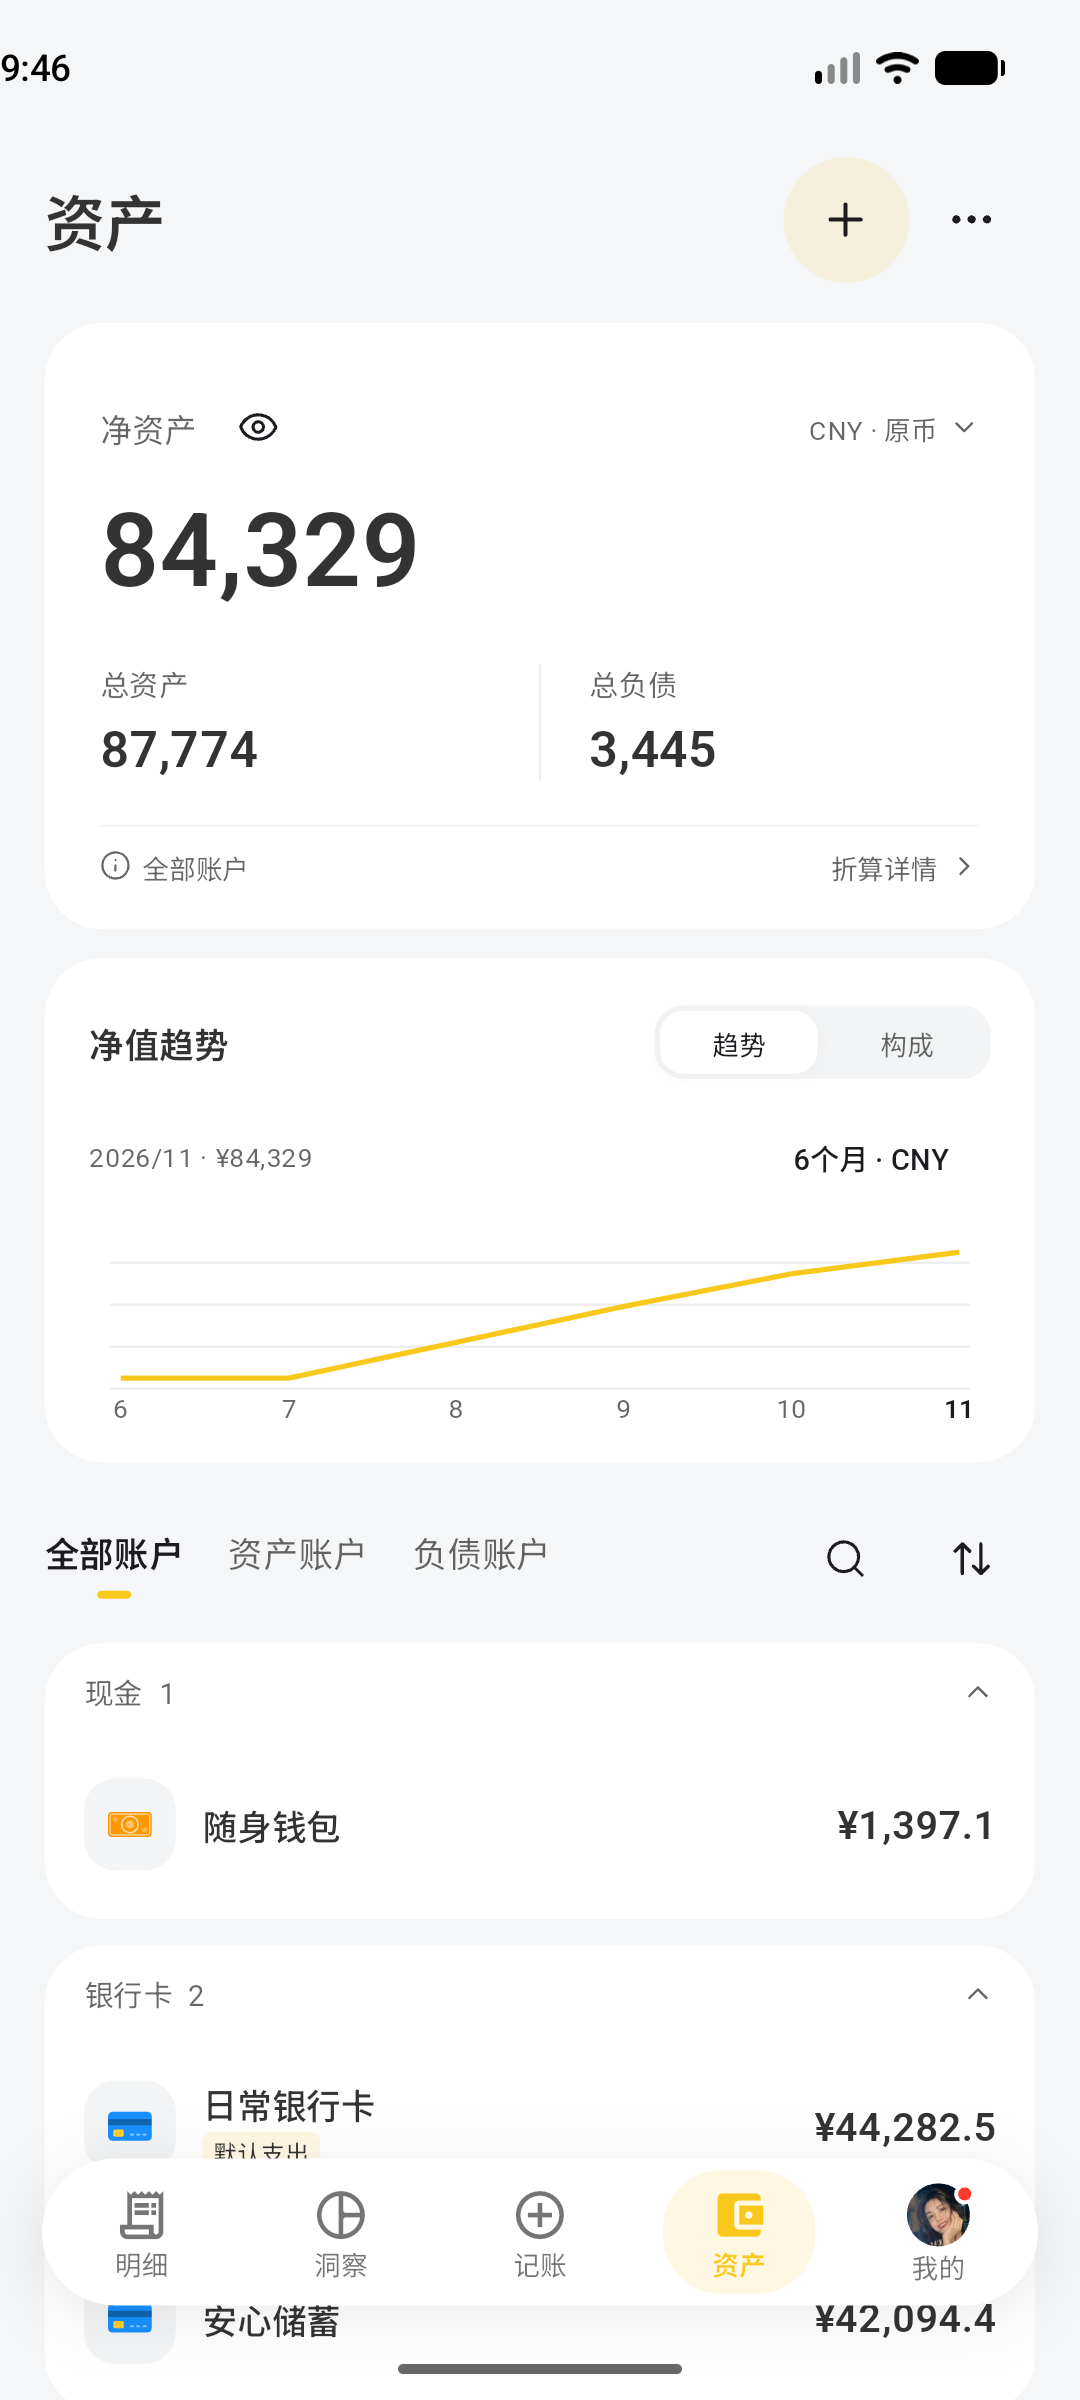 9:46
资产
净资产
CNY · 原币
84,329
总资产
总负债
87,774
3,445
全部账户
折算详情
净值趋势
趋势
构成
2026/11 · ¥84,329
6个月 · CNY
6
7
8
9
10
11
全部账户
资产账户
负债账户
现金 1
随身钱包
¥1,397.1
银行卡 2
日常银行卡
¥44,282.5
默认支出
明细
洞察
记账
资产
我的
安心储蓄
¥42,094.4